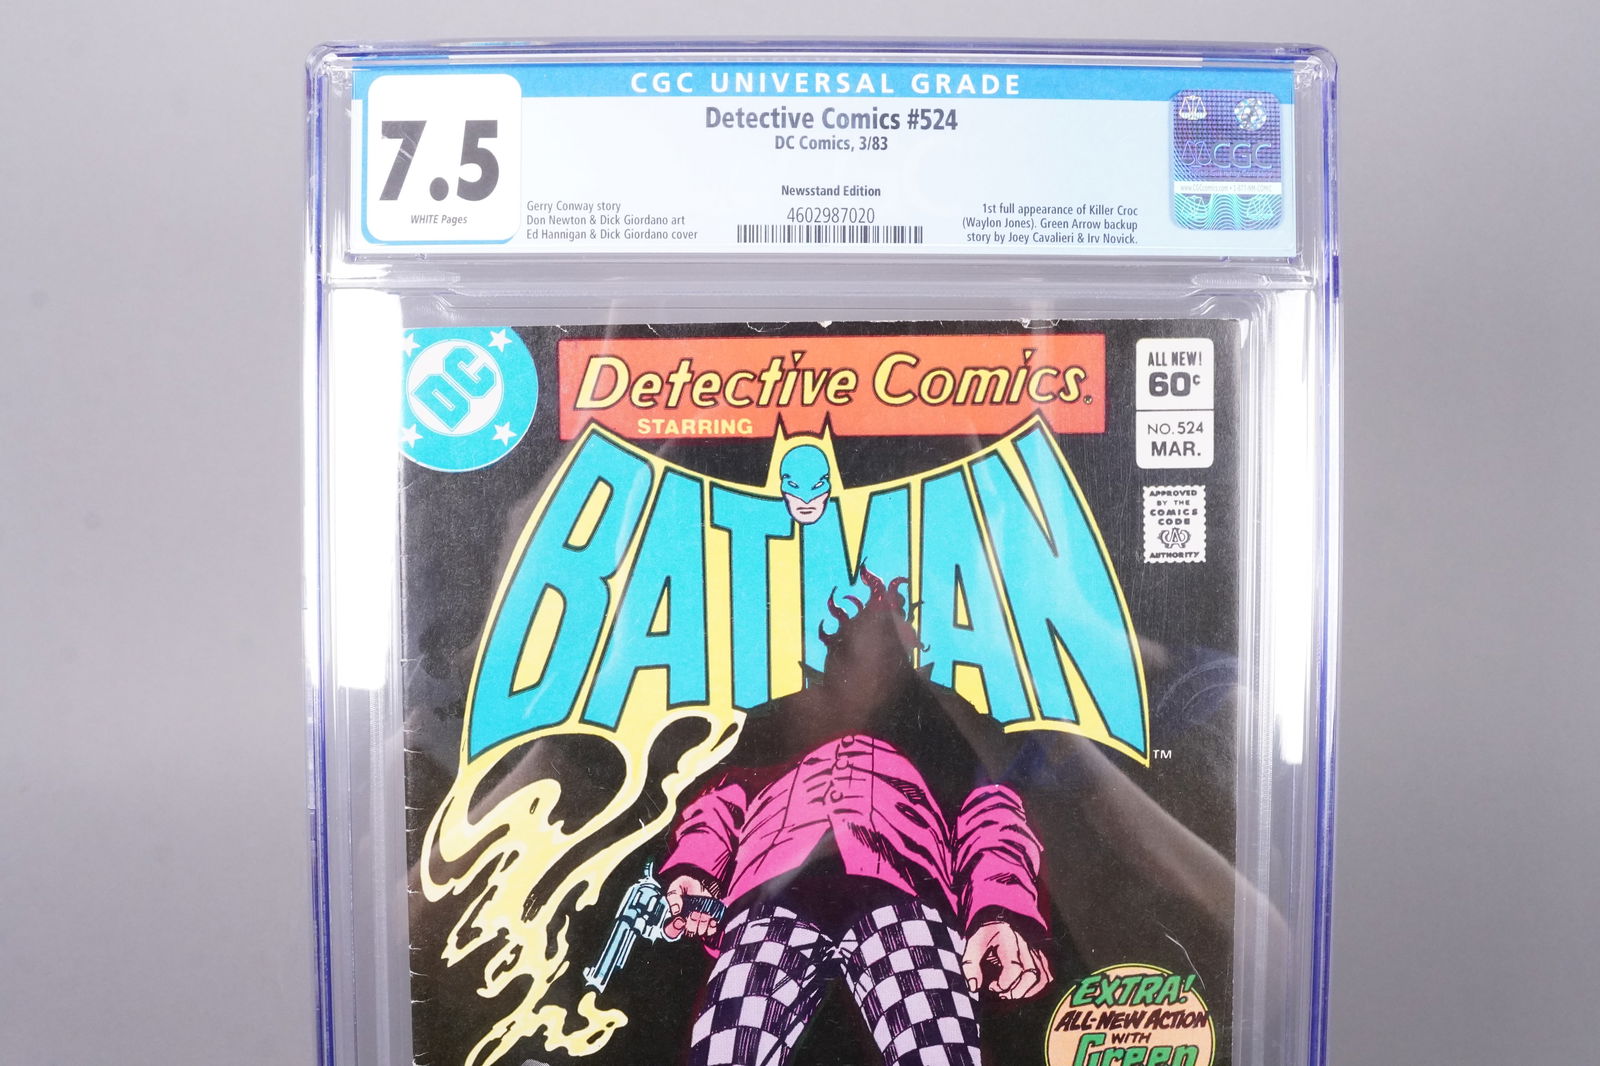 CGC UNIVERSAL GRADE
7.5
WHITE Pages
Detective Comics #524
DC Comics, 3/83
Newsstand Edition
4602987020
Gerry Conway story
Don Newton & Dick Giordano art
Ed Hannigan & Dick Giordano cover
1st full appearance of Killer Croc
(Waylon Jones). Green Arrow backup
story by Joey Cavalieri & Irv Novick.
CGC
DC
Detective Comics.
STARRING
BATMAN
TM
ALL NEW!
60¢
NO. 524
MAR.
APPROVED
BY THE
COMICS
CODE
AUTHORITY
EXTRA!
ALL-NEW ACTION
WITH
Green